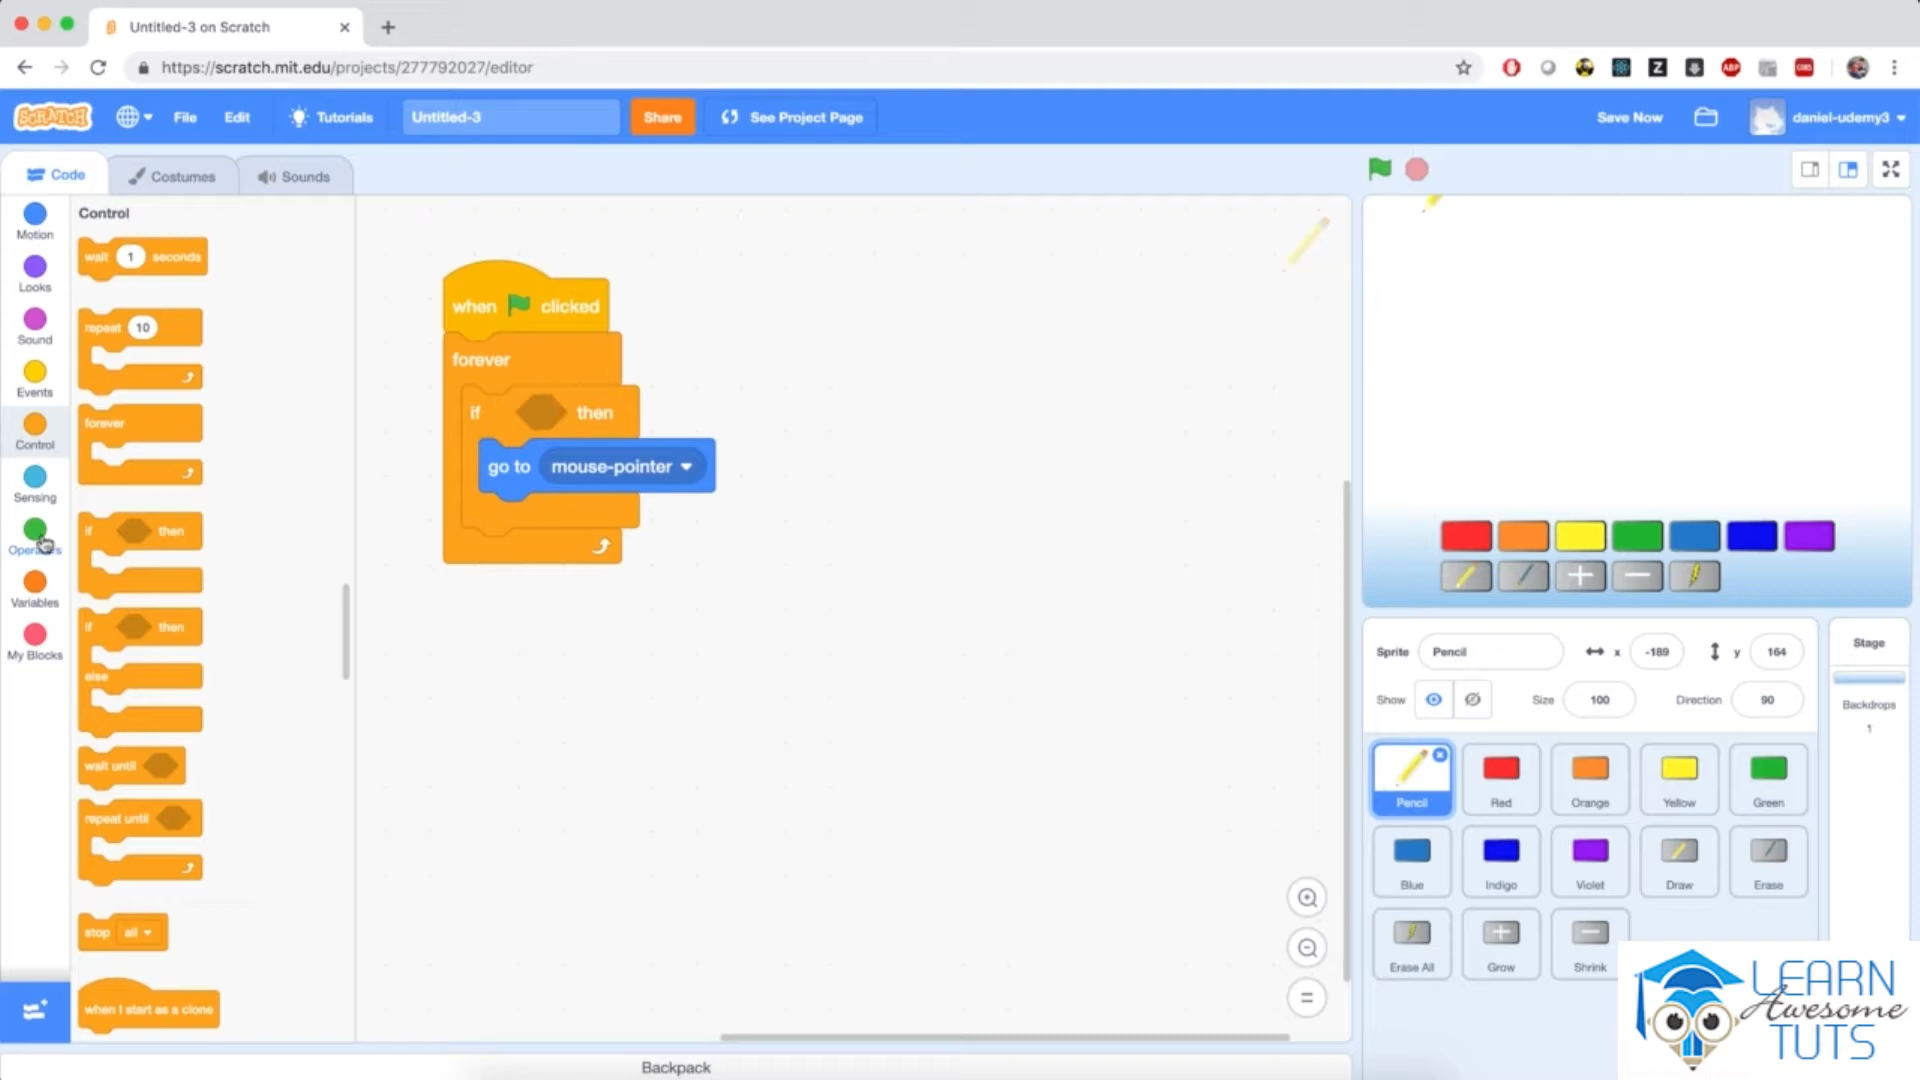 Untitled-3 on Scratch
https://scratch.mit.edu/projects/277792027/editor
SCRATCH
File
Edit
Tutorials
Untitled-3
Share
See Project Page
Save Now
daniel-udemy3
Code
Costumes
Sounds
Motion
Looks
Sound
Events
Control
Sensing
Operators
Variables
My Blocks
Control
wait 1 seconds
repeat 10
forever
if then
if then
else
wait until
repeat until
stop all
when I start as a clone
when clicked
forever
if then
go to mouse-pointer
Sprite Pencil x -189 y 164
Show Size 100 Direction 90
Stage
Backdrops
1
Pencil
Red
Orange
Yellow
Green
Blue
Indigo
Violet
Draw
Erase
Erase All
Grow
Shrink
Backpack
LEARN
Awesome
TUTS